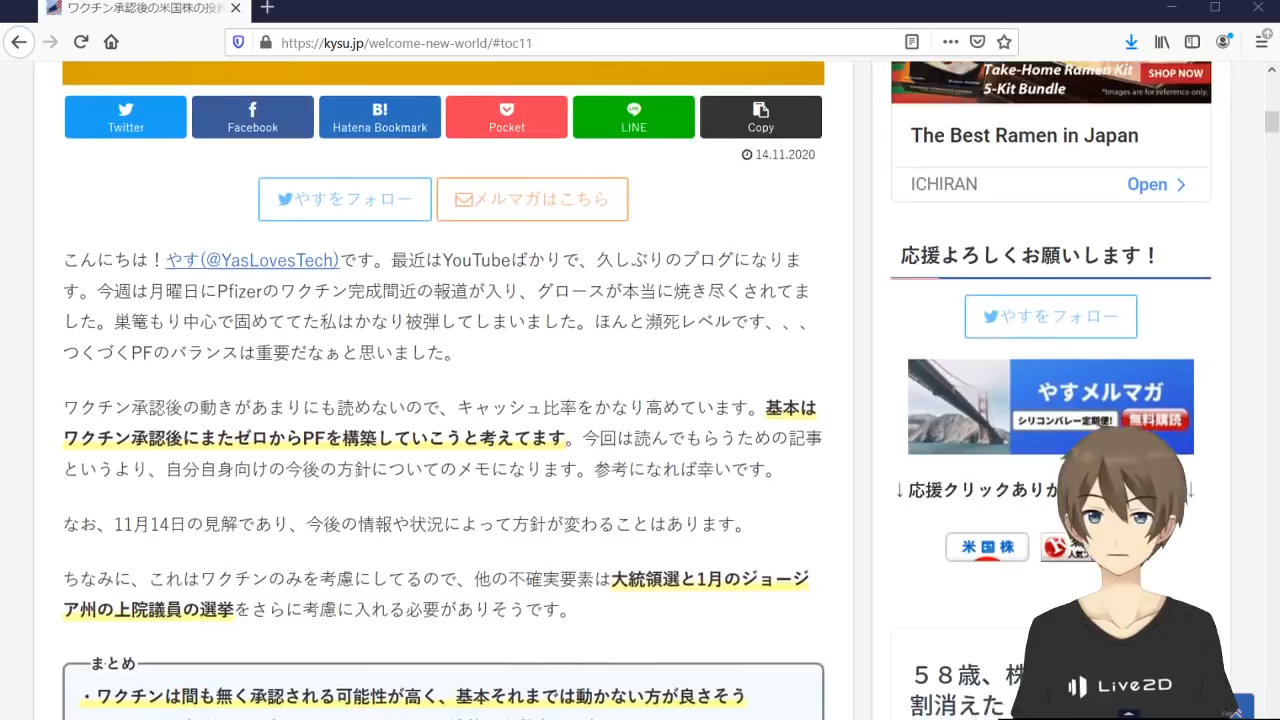 ワクチン承認後の米国株の投
https://kysu.jp/welcome-new-world/#toc11
Twitter
Facebook
B!
Hatena Bookmark
Pocket
LINE
Copy
14.11.2020
やすをフォロー
メルマガはこちら
こんにちは！やす(@YasLovesTech)です。最近はYouTubeばかりで、久しぶりのブログになりま
す。今週は月曜日にPfizerのワクチン完成間近の報道が入り、グロースが本当に焼き尽くされてま
した。巣篭もり中心で固めててた私はかなり被弾してしまいました。ほんと瀕死レベルです、、、
つくづくPFのバランスは重要だなぁと思いました。
ワクチン承認後の動きがあまりにも読めないので、キャッシュ比率をかなり高めています。基本は
ワクチン承認後にまたゼロからPFを構築していこうと考えてます。今回は読んでもらうための記事
というより、自分自身向けの今後の方針についてのメモになります。参考になれば幸いです。
なお、11月14日の見解であり、今後の情報や状況によって方針が変わることはあります。
ちなみに、これはワクチンのみを考慮にしてるので、他の不確実要素は大統領選と1月のジョージ
ア州の上院議員の選挙をさらに考慮に入れる必要がありそうです。
まとめ
・ワクチンは間も無く承認される可能性が高く、基本それまでは動かない方が良さそう
Take-Home Ramen Kit
5-Kit Bundle
SHOP NOW
*Images are for reference only.
The Best Ramen in Japan
ICHIRAN
Open
応援よろしくお願いします！
やすをフォロー
やすメルマガ
シリコンバレー定期便!
無料購読
↓応援クリックありか
↓
米国株
５８歳、株
割消えた
Live2D